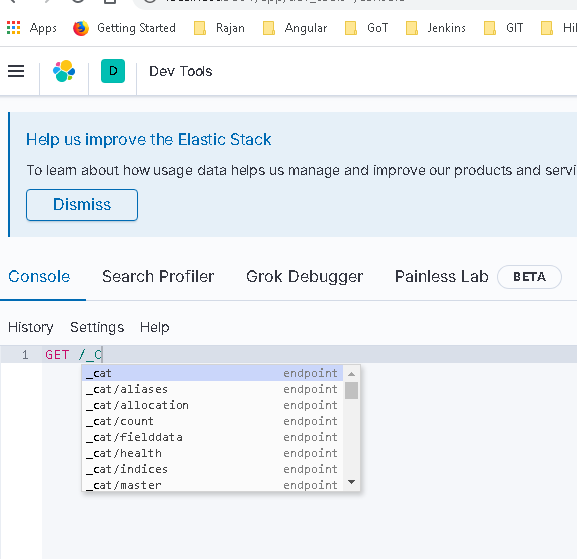 Apps Getting Started Rajan Angular GoT Jenkins GIT
D Dev Tools
Help us improve the Elastic Stack
To learn about how usage data helps us manage and improve our products and servi
Dismiss
Console Search Profiler Grok Debugger Painless Lab BETA
History Settings Help
1 GET /_C
_cat endpoint
_cat/aliases endpoint
_cat/allocation endpoint
_cat/count endpoint
_cat/fielddata endpoint
_cat/health endpoint
_cat/indices endpoint
_cat/master endpoint